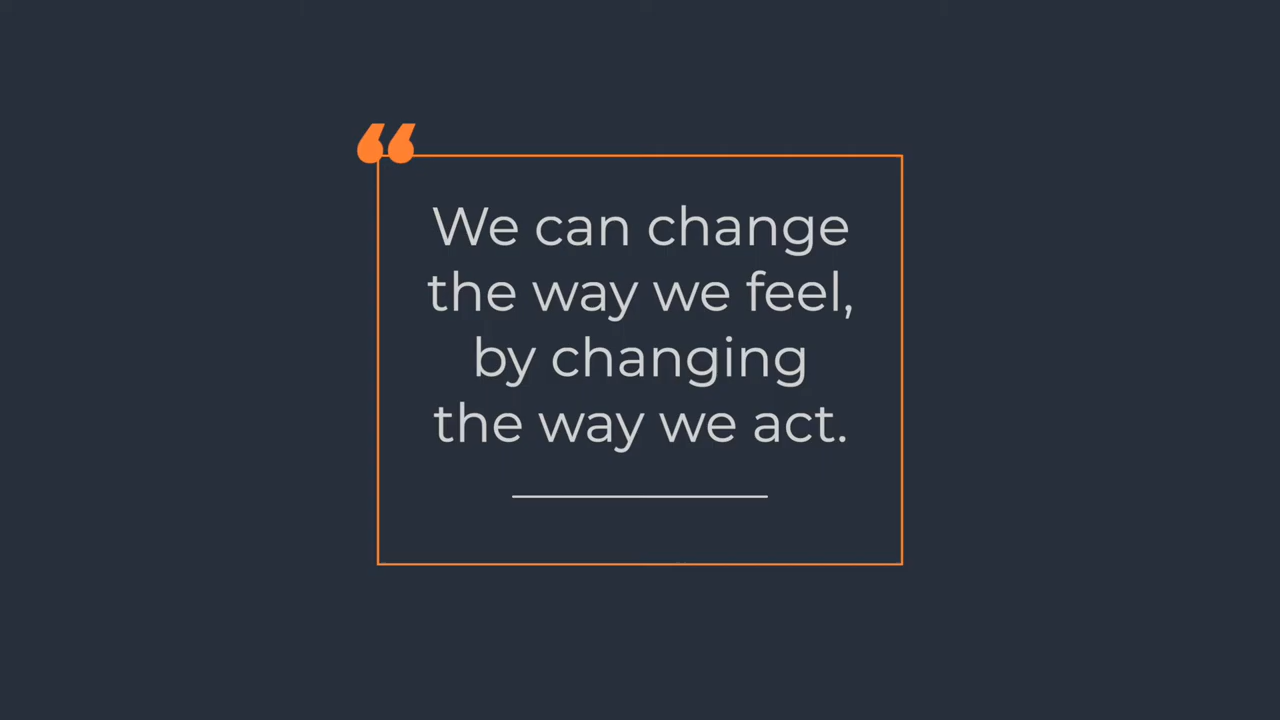 “
We can change
the way we feel,
by changing
the way we act.